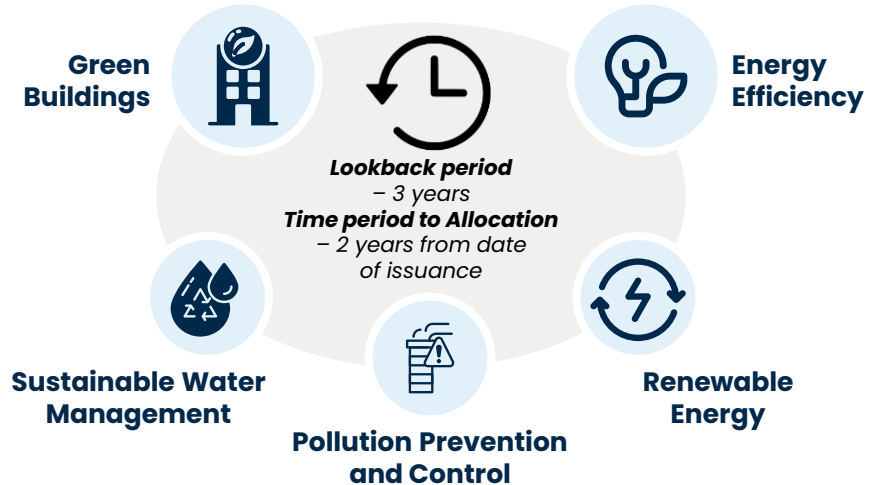 Green
Buildings
Energy
Efficiency
Lookback period
– 3 years
Time period to Allocation
– 2 years from date
of issuance
Sustainable Water
Management
Renewable
Energy
Pollution Prevention
and Control